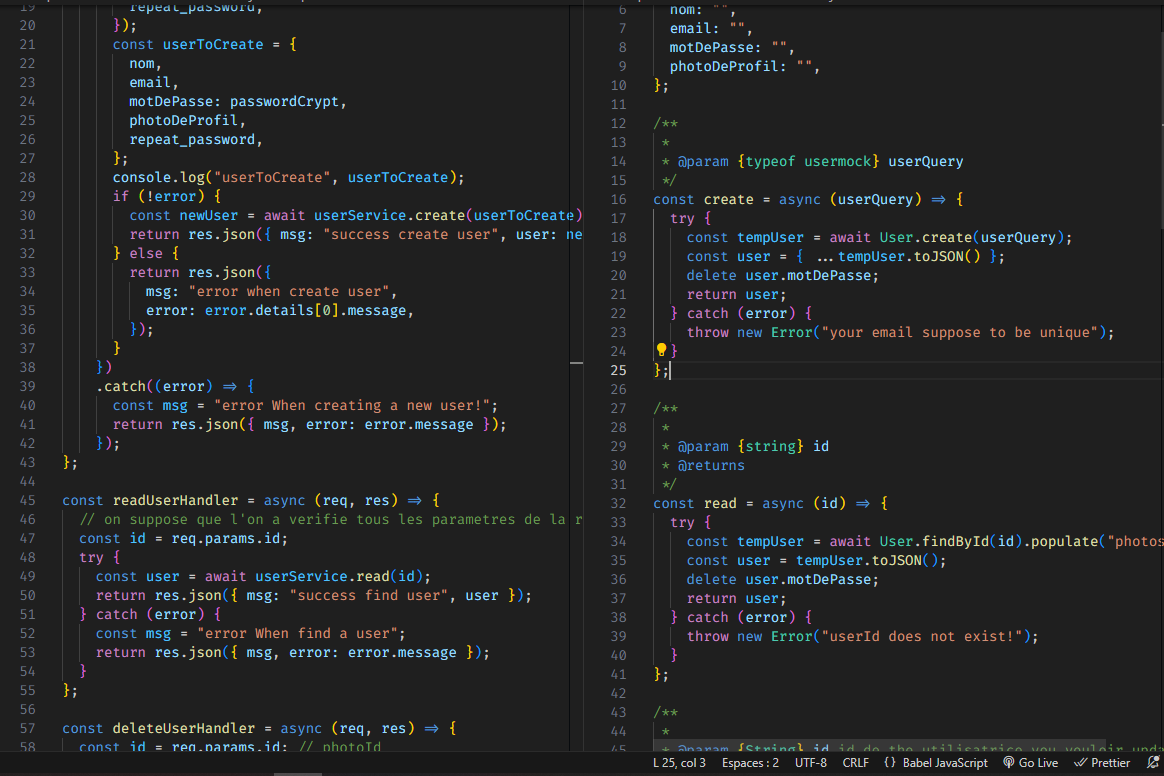 19 repeat_password,
20 });
21 const userToCreate = {
22 nom,
23 email,
24 motDePasse: passwordCrypt,
25 photoDeProfil,
26 repeat_password,
27 };
28 console.log("userToCreate", userToCreate);
29 if (!error) {
30 const newUser = await userService.create(userToCreate)
31 return res.json({ msg: "success create user", user: ne
32 } else {
33 return res.json({
34 msg: "error when create user",
35 error: error.details[0].message,
36 });
37 }
38 })
39 .catch((error) => {
40 const msg = "error When creating a new user!";
41 return res.json({ msg, error: error.message });
42 });
43 };
44
45 const readUserHandler = async (req, res) => {
46 // on suppose que l'on a verifie tous les parametres de la r
47 const id = req.params.id;
48 try {
49 const user = await userService.read(id);
50 return res.json({ msg: "success find user", user });
51 } catch (error) {
52 const msg = "error When find a user";
53 return res.json({ msg, error: error.message });
54 }
55 };
56
57 const deleteUserHandler = async (req, res) => {
58 const id = req.params.id; // photoId
6 nom: "",
7 email: "",
8 motDePasse: "",
9 photoDeProfil: "",
10 };
11
12 /**
13 *
14 * @param {typeof usermock} userQuery
15 */
16 const create = async (userQuery) => {
17 try {
18 const tempUser = await User.create(userQuery);
19 const user = { ...tempUser.toJSON() };
20 delete user.motDePasse;
21 return user;
22 } catch (error) {
23 throw new Error("your email suppose to be unique");
24 }
25 };
26
27 /**
28 *
29 * @param {string} id
30 * @returns
31 */
32 const read = async (id) => {
33 try {
34 const tempUser = await User.findById(id).populate("photos
35 const user = tempUser.toJSON();
36 delete user.motDePasse;
37 return user;
38 } catch (error) {
39 throw new Error("userId does not exist!");
40 }
41 };
42
43 /**
44 *
45 * @param {String} id id de the utilisatrice you vouloir upda
L 25, col 3 Espaces : 2 UTF-8 CRLF {} Babel JavaScript Go Live Prettier